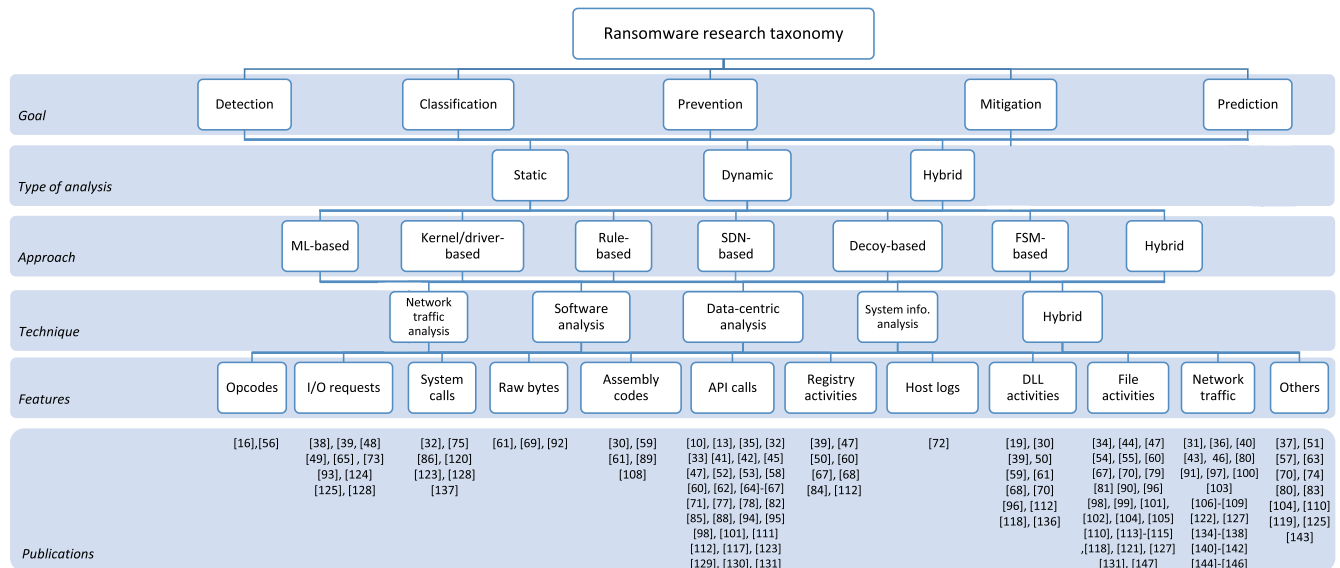 Ransomware research taxonomy
Goal
Detection
Classification
Prevention
Mitigation
Prediction
Type of analysis
Static
Dynamic
Hybrid
Approach
ML-based
Kernel/driver-
based
Rule-
based
SDN-
based
Decoy-based
FSM-
based
Hybrid
Technique
Network
traffic
analysis
Software
analysis
Data-centric
analysis
System info.
analysis
Hybrid
Features
Opcodes
I/O requests
System
calls
Raw bytes
Assembly
codes
API calls
Registry
activities
Host logs
DLL
activities
File
activities
Network
traffic
Others
Publications
[16],[56]
[38], [39, [48]
[49], [65] , [73]
[93], [124]
[125], [128]
[32], [75]
[86], [120]
[123], [128]
[137]
[61], [69], [92]
[30], [59]
[61], [89]
[108]
[10], [13], [35], [32]
[33] [41], [42], [45]
[47], [52], [53], [58]
[60], [62], [64]-[67]
[71], [77], [78], [82]
[85], [88], [94], [95]
[98], [101], [111]
[112], [117], [123]
[129], [130], [131]
[39], [47]
[50], [60]
[67], [68]
[84], [112]
[72]
[19], [30]
[39], 50]
[59], [61]
[68], [70]
[96], [112]
[118], [136]
[34], [44], [47]
[54], [55], [60]
[67], [70], [79]
[81] [90], [96]
[98], [99], [101],
[102], [104], [105]
[110], [113]-[115]
,[118], [121], [127]
[131], [147]
[31], [36], [40]
[43], 46], [80]
[91], [97], [100]
[103]
[106]-[109]
[122], [127]
[134]-[138]
[140]-[142]
[144]-[146]
[37], [51]
[57], [63]
[70], [74]
[80], [83]
[104], [110]
[119], [125]
[143]